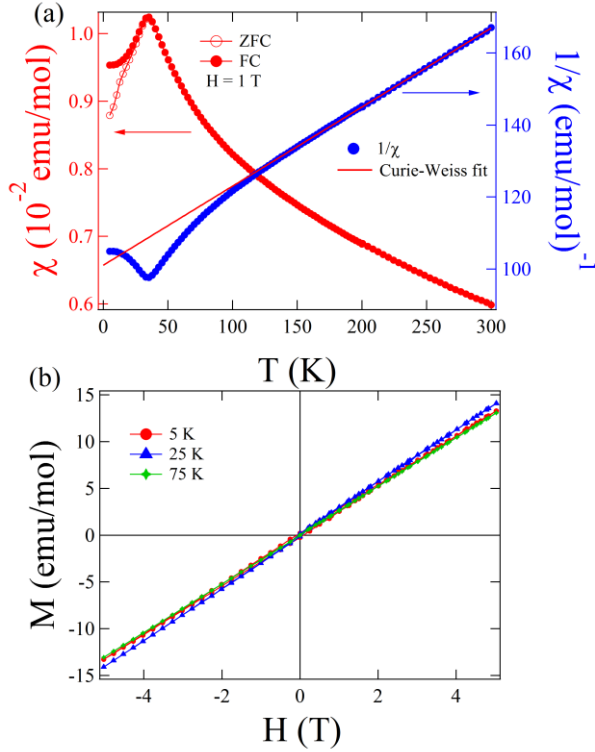 (a)
1.0
0.9
0.8
0.7
0.6
χ (10⁻² emu/mol)
ZFC
FC
H = 1 T
1/χ
Curie-Weiss fit
160
140
120
100
1/χ (emu/mol)⁻¹
0 50 100 150 200 250 300
T (K)
(b)
15
10
5
0
-5
-10
-15
M (emu/mol)
5 K
25 K
75 K
-4 -2 0 2 4
H (T)